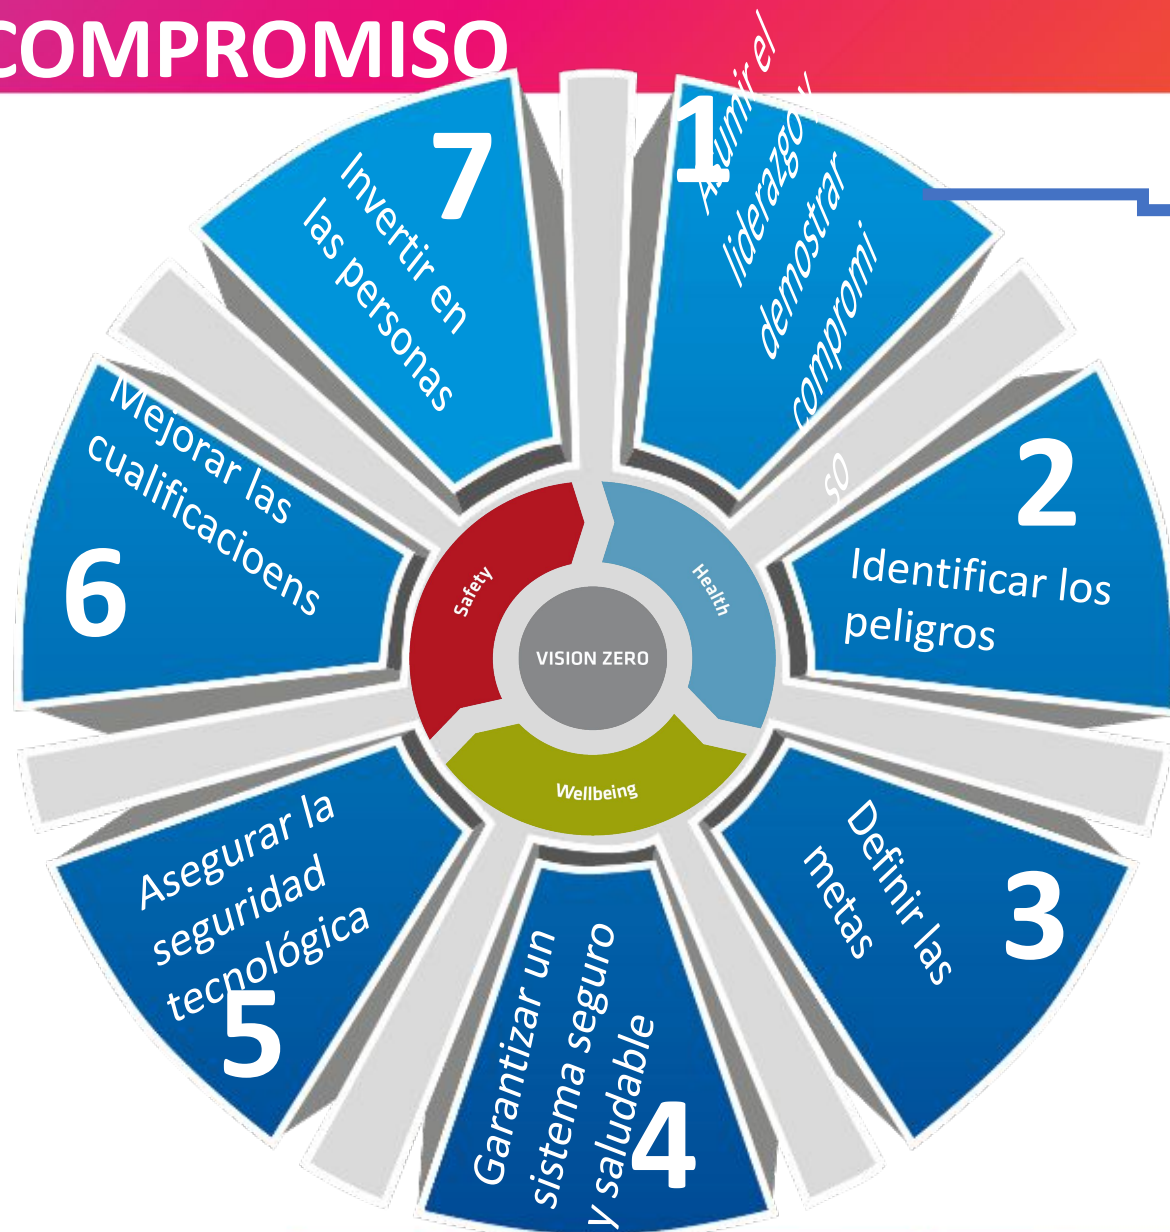 COMPROMISO
1
Asumir el
liderazgo y
demostrar
compromi
so
2
Identificar los
peligros
3
Definir las
metas
4
Garantizar un
sistema seguro
y saludable
5
Asegurar la
seguridad
tecnológica
6
Mejorar las
cualificacioens
7
Invertir en
las personas
Safety
Health
Wellbeing
VISION ZERO